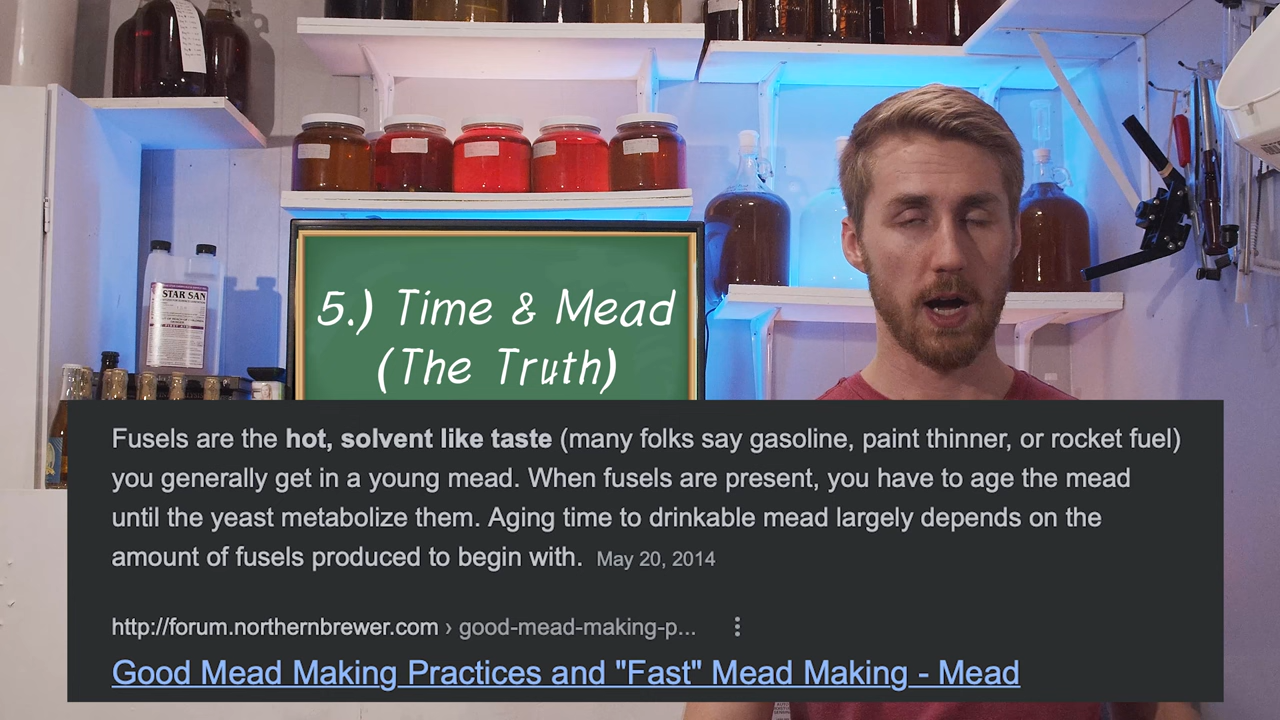 STAR SAN
5.) Time & Mead
(The Truth)
Fusels are the hot, solvent like taste (many folks say gasoline, paint thinner, or rocket fuel)
you generally get in a young mead. When fusels are present, you have to age the mead
until the yeast metabolize them. Aging time to drinkable mead largely depends on the
amount of fusels produced to begin with. May 20, 2014
http://forum.northernbrewer.com › good-mead-making-p...
Good Mead Making Practices and "Fast" Mead Making - Mead